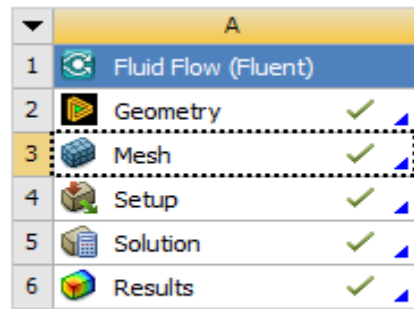 A
1 Fluid Flow (Fluent)
2 Geometry
3 Mesh
4 Setup
5 Solution
6 Results